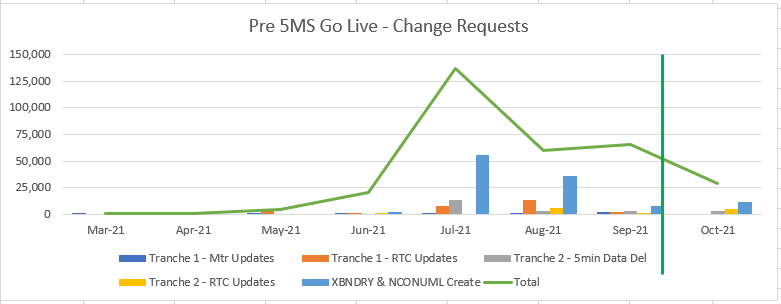 Pre 5MS Go Live - Change Requests
150,000
125,000
100,000
75,000
50,000
25,000
0
Mar-21 Apr-21 May-21 Jun-21 Jul-21 Aug-21 Sep-21 Oct-21
Tranche 1 - Mtr Updates Tranche 1 - RTC Updates Tranche 2 - 5min Data Del
Tranche 2 - RTC Updates XBNDRY & NCONUML Create Total